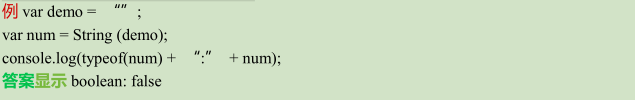 例 var demo = “”;
var num = String (demo);
console.log(typeof(num) + “:” + num);
答案显示 boolean: false